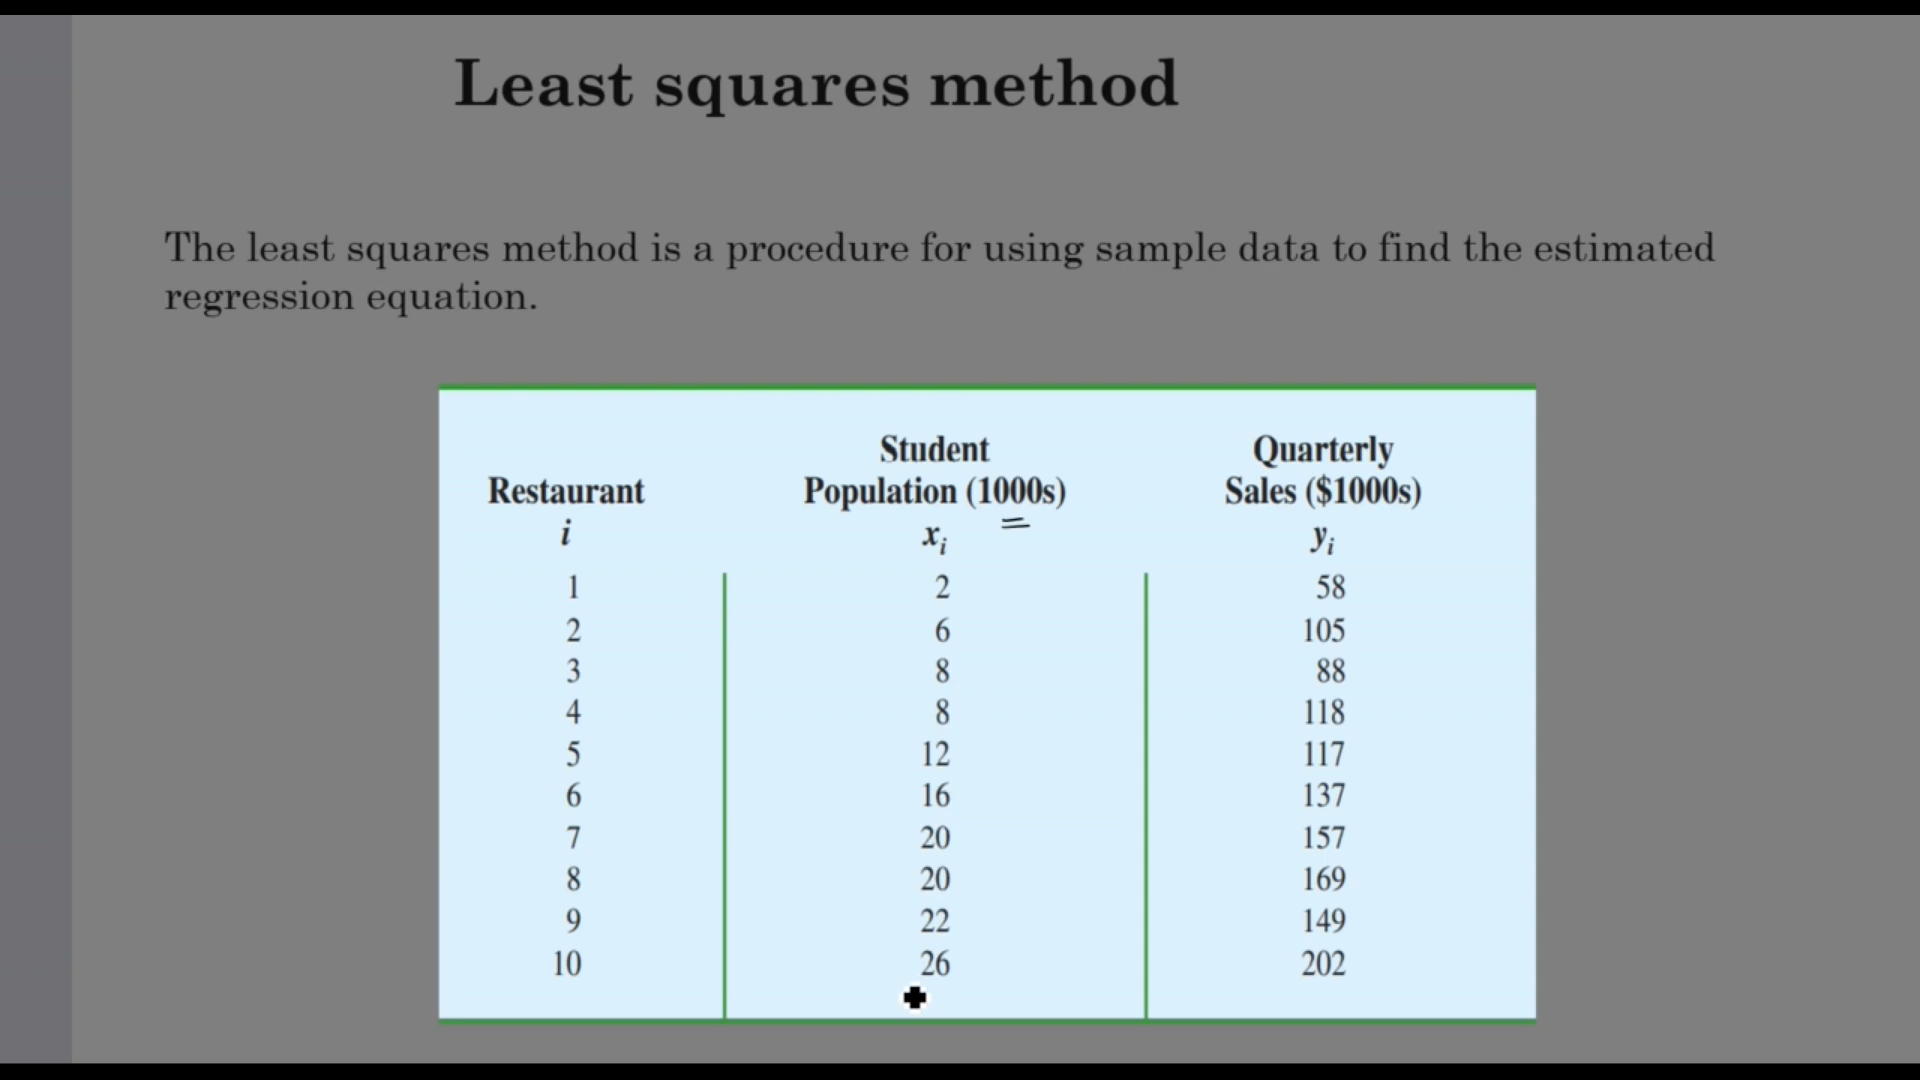 Least squares method
The least squares method is a procedure for using sample data to find the estimated
regression equation.
Student Quarterly
Restaurant Population (1000s) Sales ($1000s)
i xᵢ yᵢ
1 2 58
2 6 105
3 8 88
4 8 118
5 12 117
6 16 137
7 20 157
8 20 169
9 22 149
10 26 202